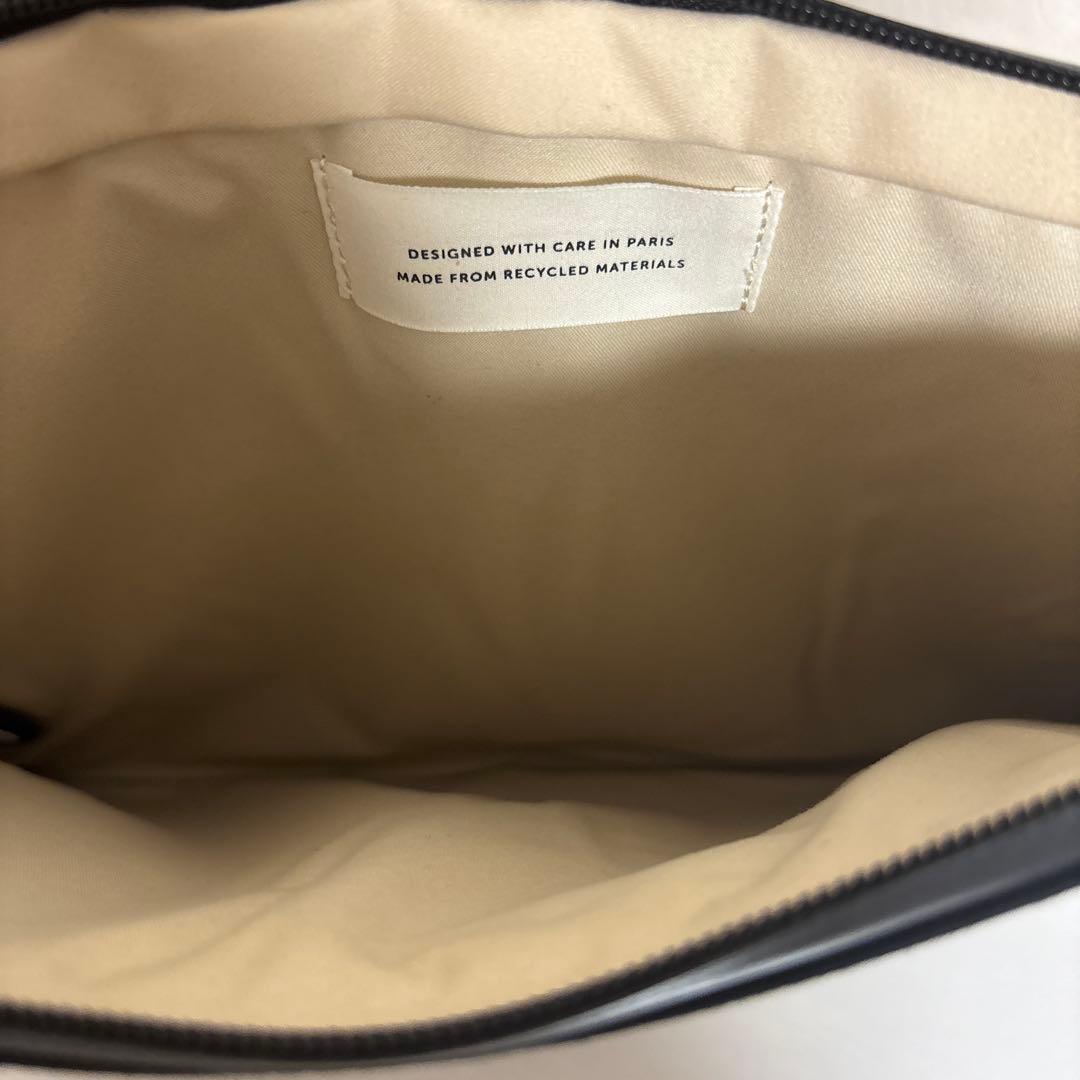 DESIGNED WITH CARE IN PARIS
MADE FROM RECYCLED MATERIALS